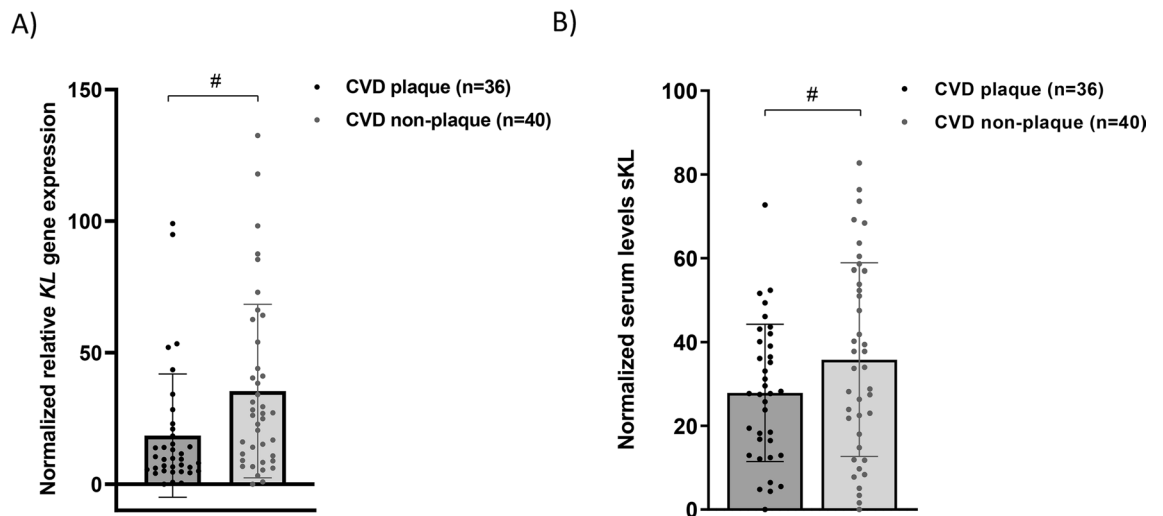 A)
Normalized relative KL gene expression
150
100
50
0
#
CVD plaque (n=36)
CVD non-plaque (n=40)
B)
Normalized serum levels sKL
100
80
60
40
20
0
#
CVD plaque (n=36)
CVD non-plaque (n=40)